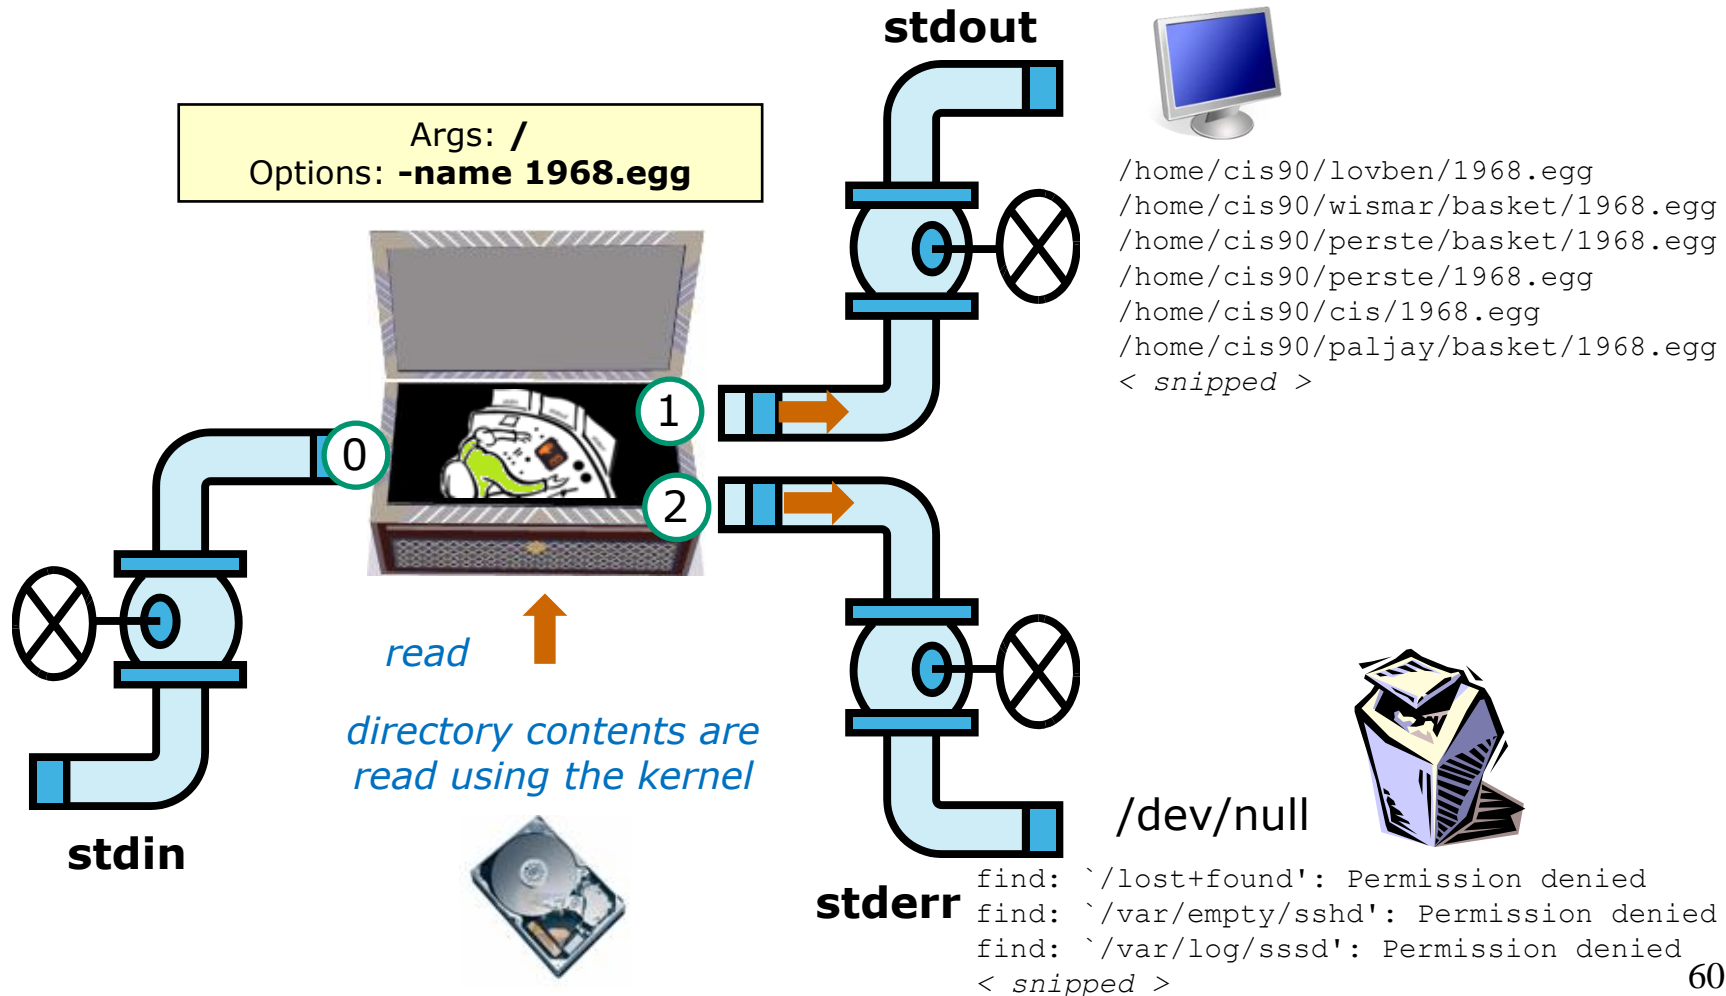 stdout
Args: /
Options: -name 1968.egg
/home/cis90/lovben/1968.egg
/home/cis90/wismar/basket/1968.egg
/home/cis90/perste/basket/1968.egg
/home/cis90/perste/1968.egg
/home/cis90/cis/1968.egg
/home/cis90/paljay/basket/1968.egg
< snipped >
0
1
2
read
directory contents are
read using the kernel
stdin
/dev/null
stderr
find: `/lost+found': Permission denied
find: `/var/empty/sshd': Permission denied
find: `/var/log/sssd': Permission denied
< snipped >
60